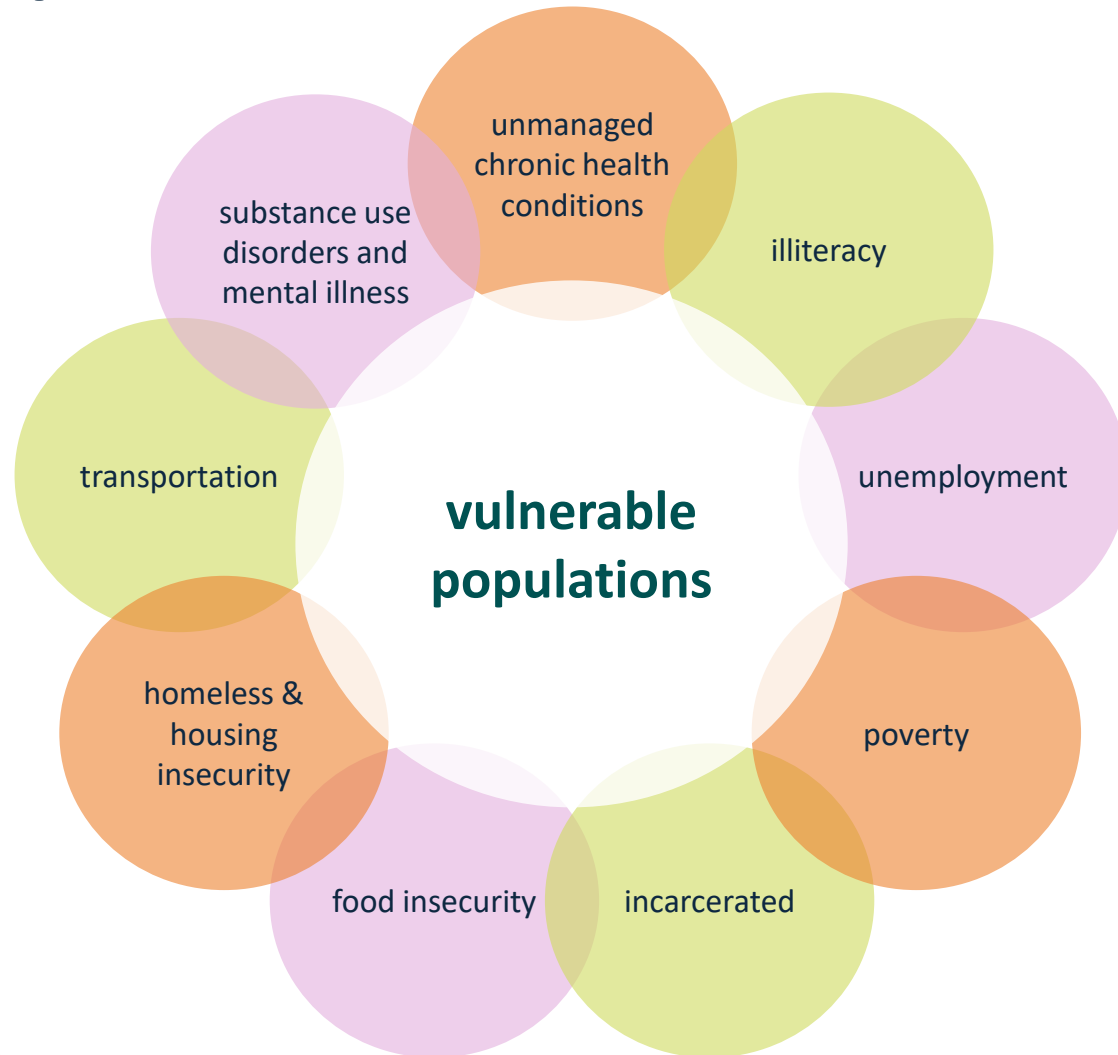 unmanaged
chronic health
conditions
illiteracy
unemployment
poverty
incarcerated
food insecurity
homeless &
housing
insecurity
transportation
substance use
disorders and
mental illness
vulnerable
populations